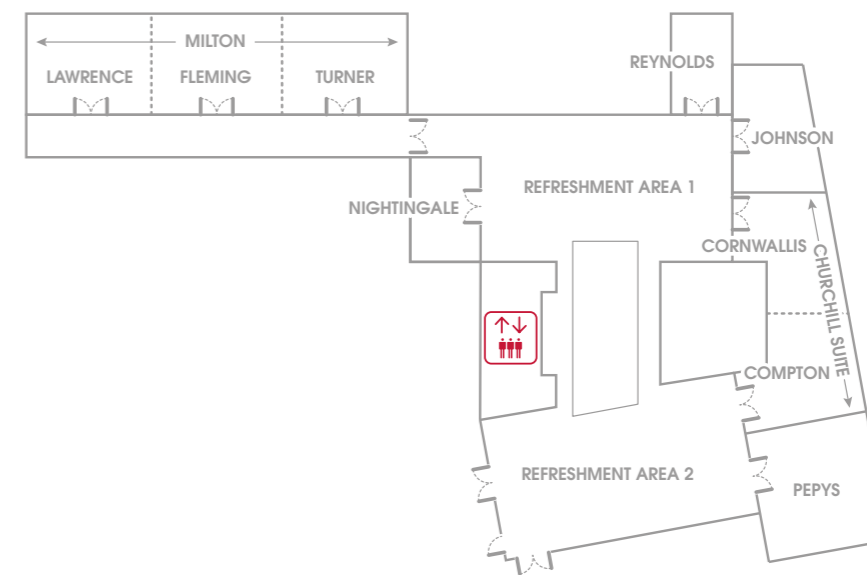 MILTON
LAWRENCE
FLEMING
TURNER
REYNOLDS
JOHNSON
REFRESHMENT AREA 1
NIGHTINGALE
CORNWALLIS
CHURCHILL SUITE
COMPTON
REFRESHMENT AREA 2
PEPYS